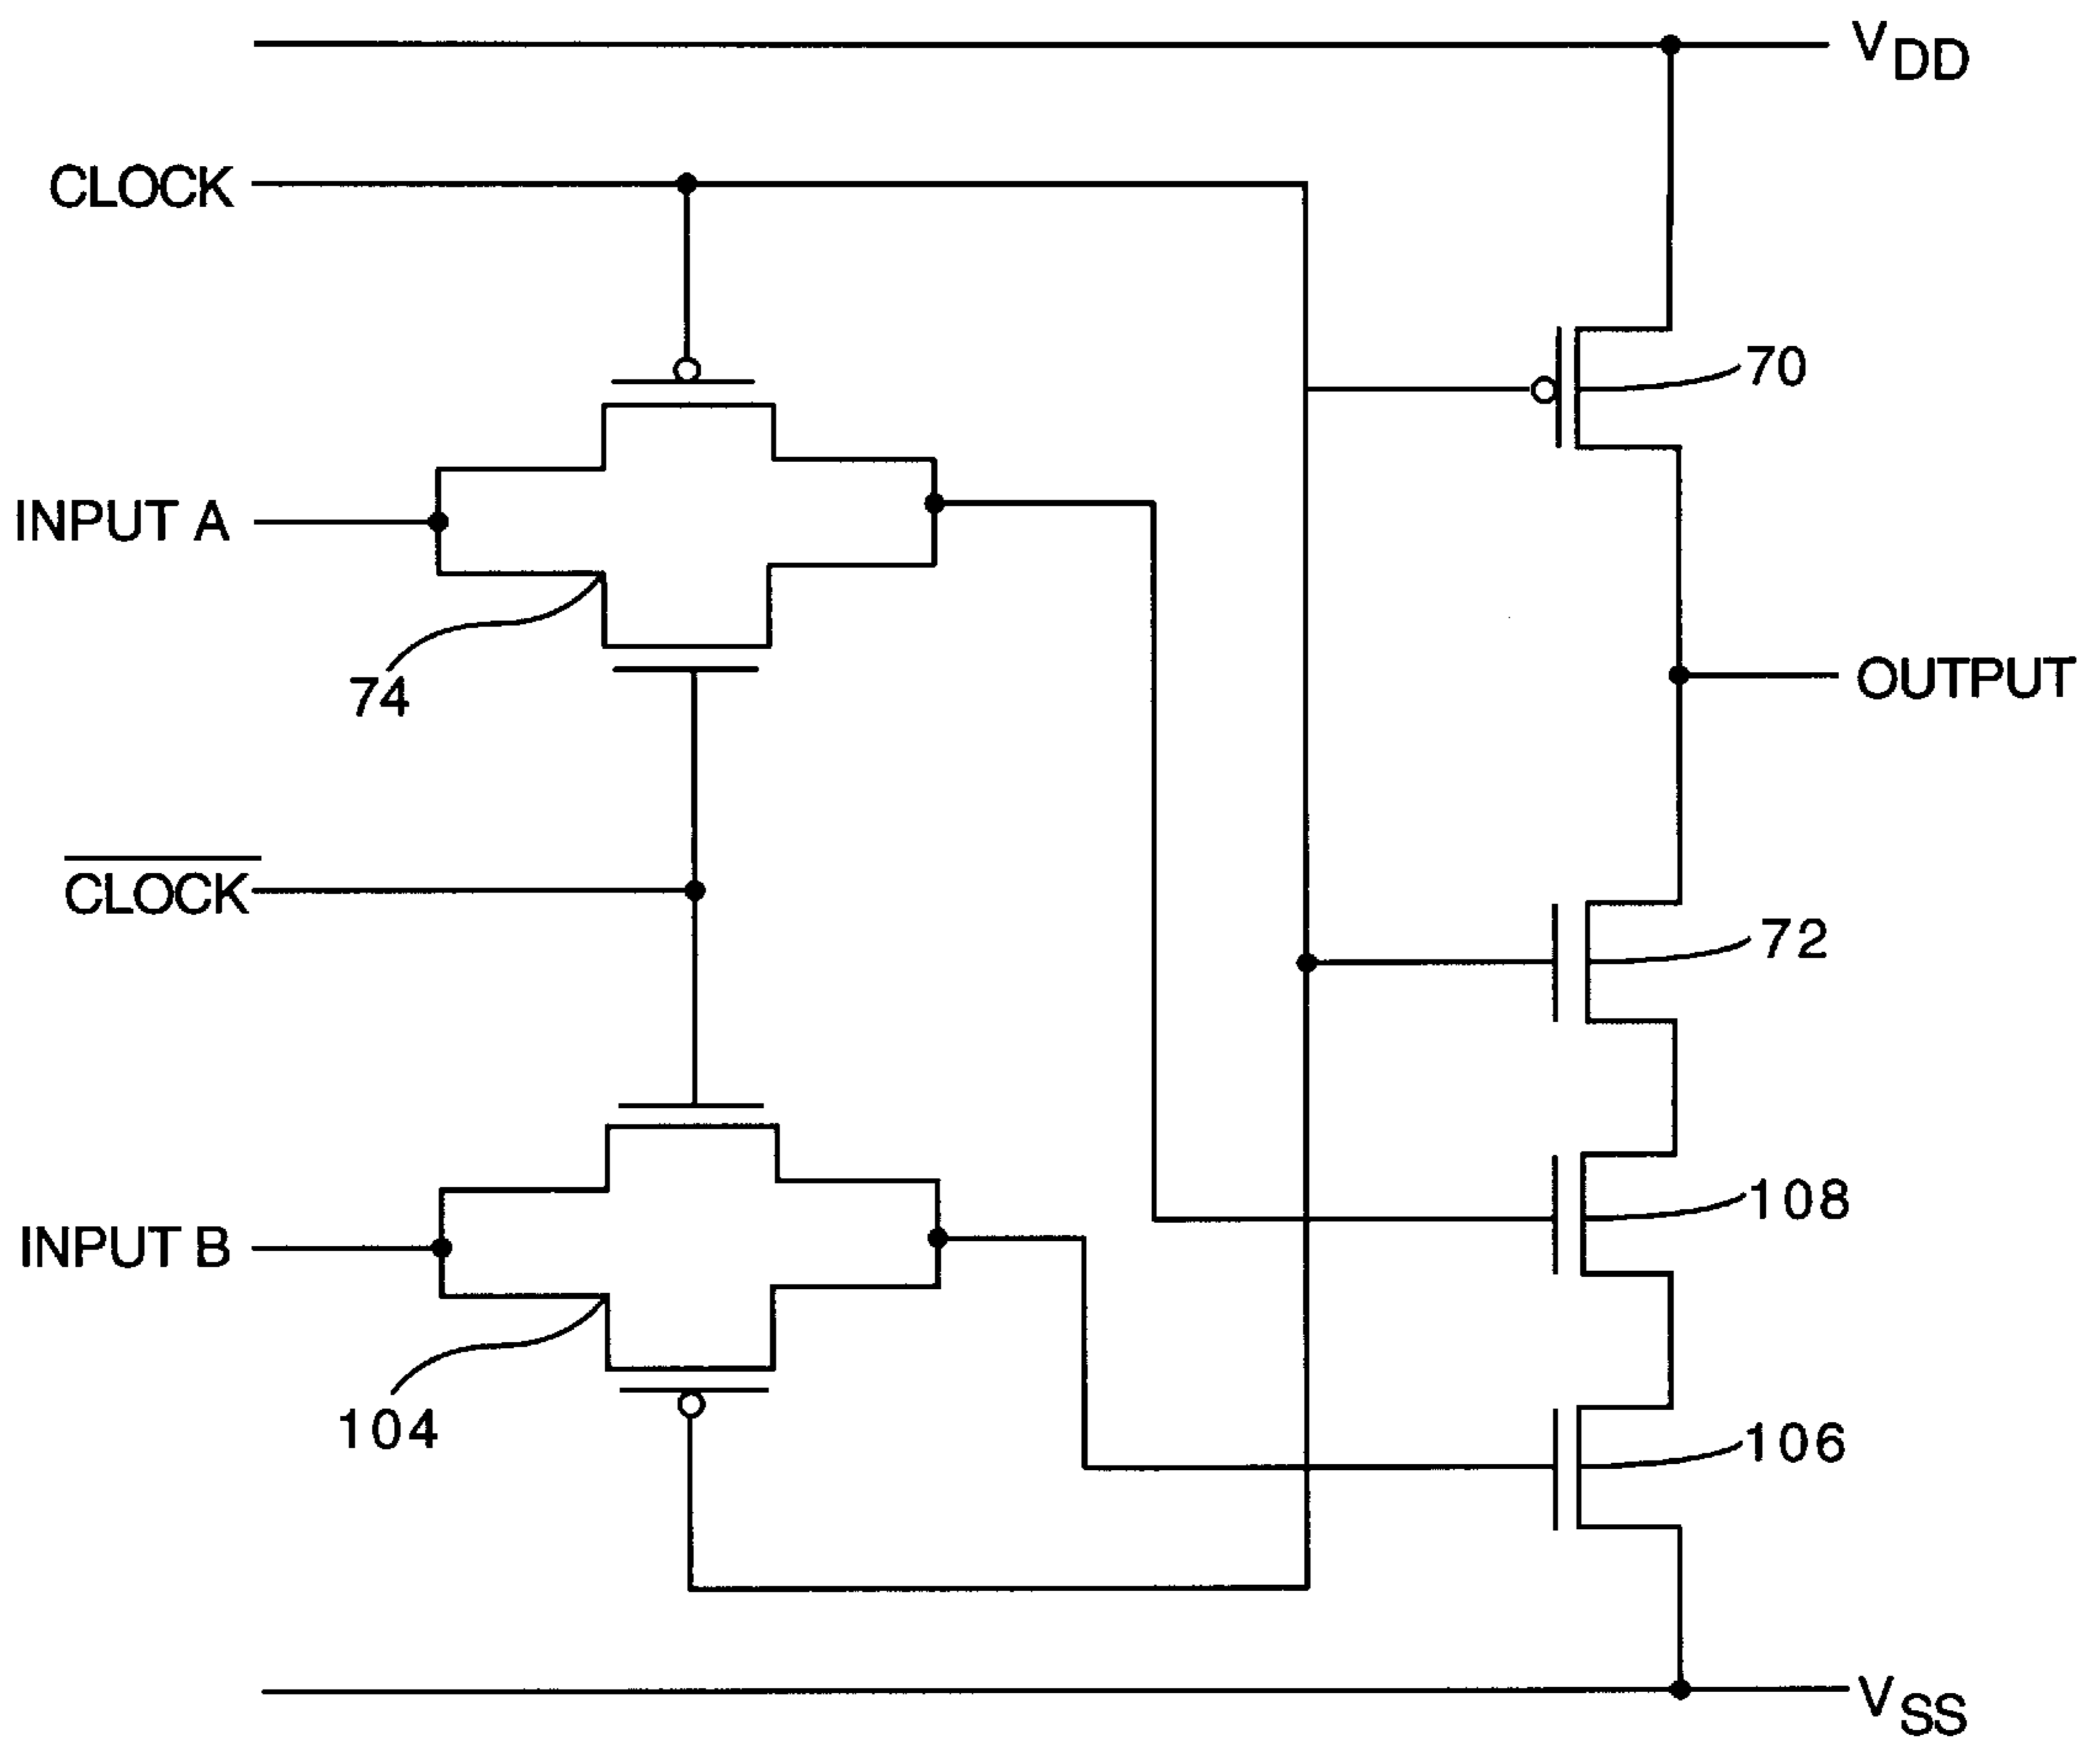 VDD
CLOCK
70
INPUT A
74
OUTPUT
CLOCK
72
108
INPUT B
104
106
VSS